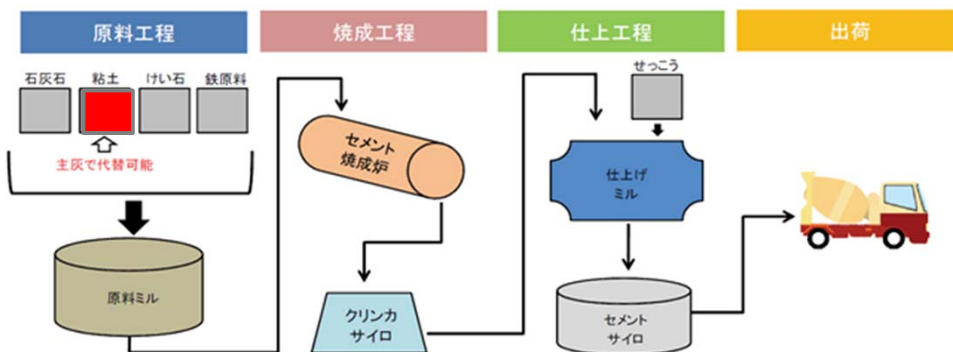 原料工程
焼成工程
仕上工程
出荷
石灰石
粘土
けい石
鉄原料
主灰で代替可能
原料ミル
セメント
焼成炉
クリンカ
サイロ
せっこう
仕上げ
ミル
セメント
サイロ